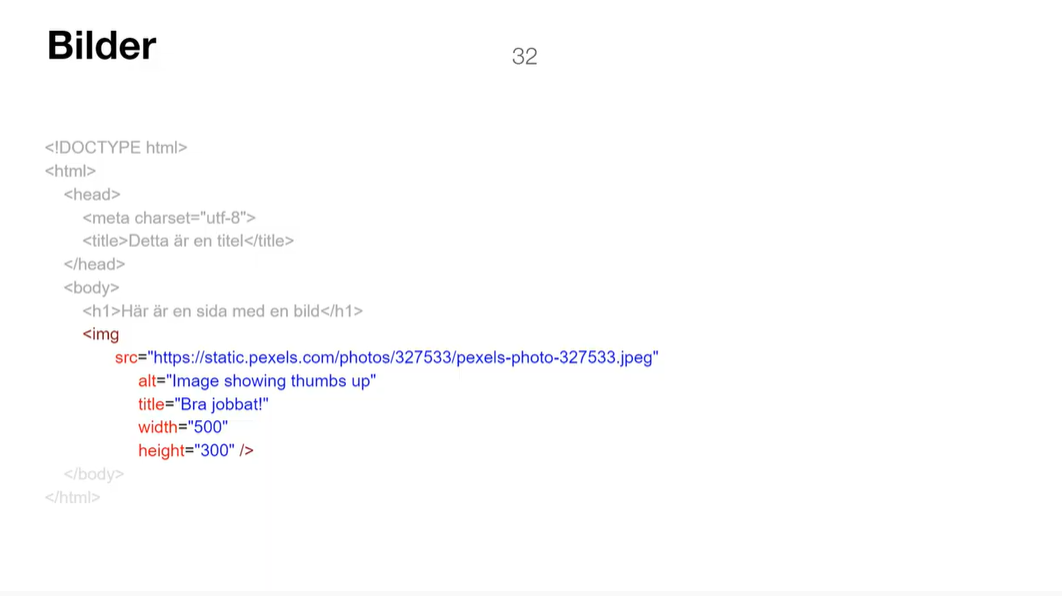 Bilder
32
<!DOCTYPE html>
<html>
<head>
<meta charset="utf-8">
<title>Detta är en titel</title>
</head>
<body>
<h1>Här är en sida med en bild</h1>
<img
src="https://static.pexels.com/photos/327533/pexels-photo-327533.jpeg"
alt="Image showing thumbs up"
title="Bra jobbat!"
width="500"
height="300" />
</body>
</html>